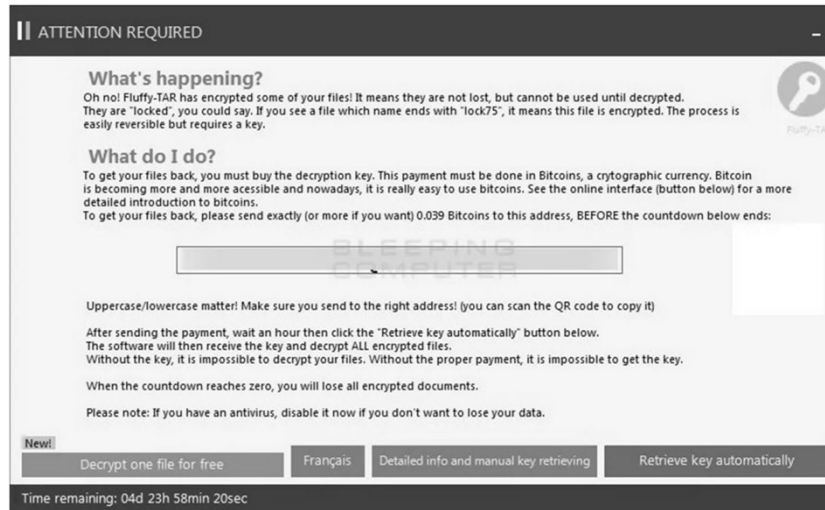 ATTENTION REQUIRED
What's happening?
Oh no! Fluffy-TAR has encrypted some of your files! It means they are not lost, but cannot be used until decrypted.
They are "locked", you could say. If you see a file which name ends with "lock75", it means this file is encrypted. The process is
easily reversible but requires a key.
Fluffy-TA
What do I do?
To get your files back, you must buy the decryption key. This payment must be done in Bitcoins, a crytographic currency. Bitcoin
is becoming more and more acessible and nowadays, it is really easy to use bitcoins. See the online interface (button below) for a more
detailed introduction to bitcoins.
To get your files back, please send exactly (or more if you want) 0.039 Bitcoins to this address, BEFORE the countdown below ends:
BLEEPING
COMPUTER
Uppercase/lowercase matter! Make sure you send to the right address! (you can scan the QR code to copy it)
After sending the payment, wait an hour then click the "Retrieve key automatically" button below.
The software will then receive the key and decrypt ALL encrypted files.
Without the key, it is impossible to decrypt your files. Without the proper payment, it is impossible to get the key.
When the countdown reaches zero, you will lose all encrypted documents.
Please note: If you have an antivirus, disable it now if you don't want to lose your data.
New!
Decrypt one file for free
Français
Detailed info and manual key retrieving
Retrieve key automatically
Time remaining: 04d 23h 58min 20sec